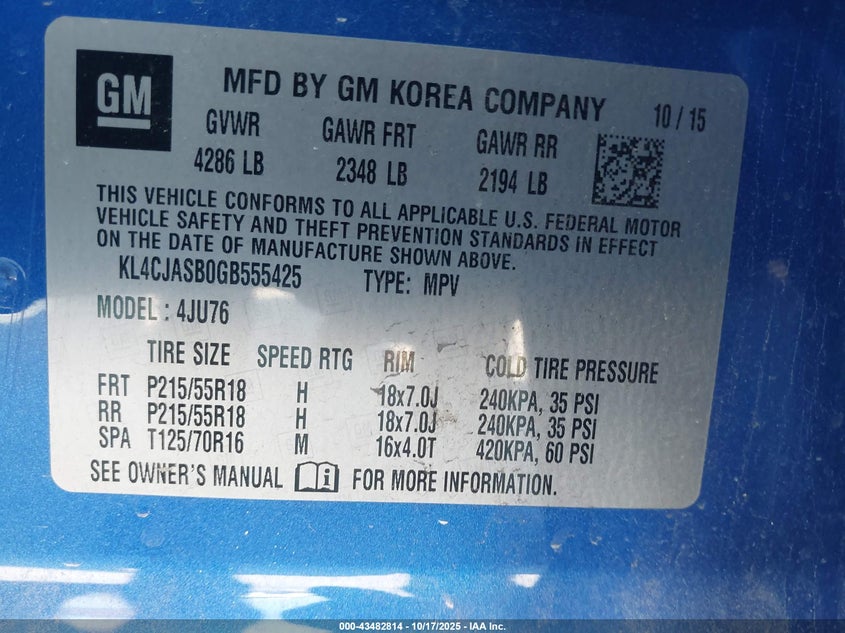 GM
MFD BY GM KOREA COMPANY 10 / 15
GVWR GAWR FRT GAWR RR
4286 LB 2348 LB 2194 LB
THIS VEHICLE CONFORMS TO ALL APPLICABLE U.S. FEDERAL MOTOR
VEHICLE SAFETY AND THEFT PREVENTION STANDARDS IN EFFECT
ON THE DATE OF MANUFACTURE SHOWN ABOVE.
KL4CJASB0GB555425 TYPE: MPV
MODEL : 4JU76
TIRE SIZE SPEED RTG RIM COLD TIRE PRESSURE
FRT P215/55R18 H 18x7.0J 240KPA, 35 PSI
RR P215/55R18 H 18x7.0J 240KPA, 35 PSI
SPA T125/70R16 M 16x4.0T 420KPA, 60 PSI
SEE OWNER'S MANUAL i FOR MORE INFORMATION.
000-43482814 - 10/17/2025 - IAA Inc.